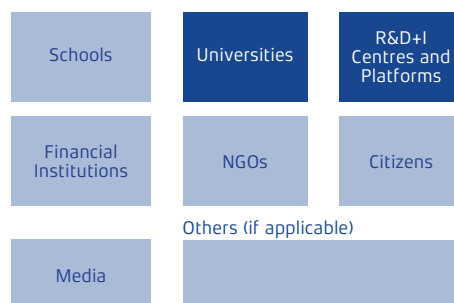 Schools
Universities
R&D+I
Centres and
Platforms
Financial
Institutions
NGOs
Citizens
Others (if applicable)
Media